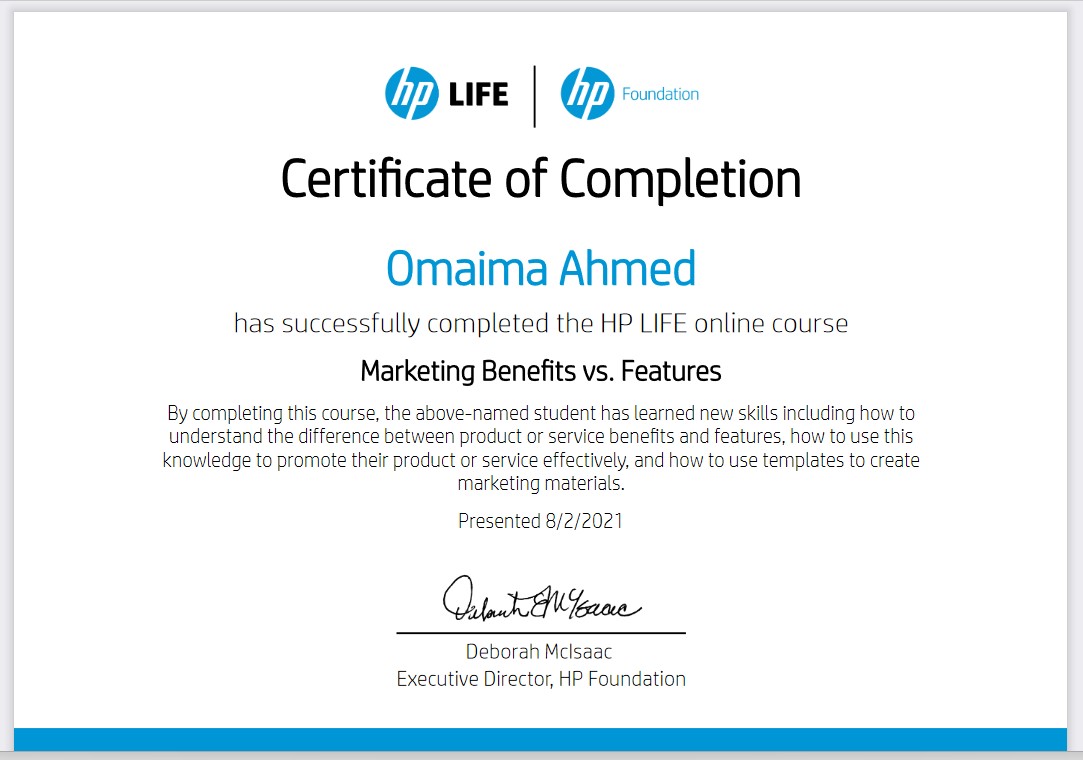 hp LIFE | hp Foundation
Certificate of Completion
Omaima Ahmed
has successfully completed the HP LIFE online course
Marketing Benefits vs. Features
By completing this course, the above-named student has learned new skills including how to
understand the difference between product or service benefits and features, how to use this
knowledge to promote their product or service effectively, and how to use templates to create
marketing materials.
Presented 8/2/2021
Deborah McIsaac
Executive Director, HP Foundation